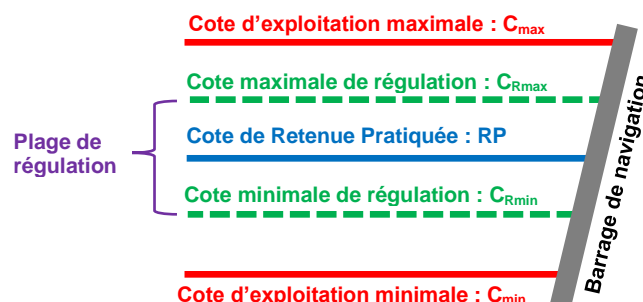 Cote d'exploitation maximale : Cmax
Cote maximale de régulation : CRmax
Plage de
régulation
Cote de Retenue Pratiquée : RP
Cote minimale de régulation : CRmin
Cote d'exploitation minimale : Cmin
Barrage de navigation